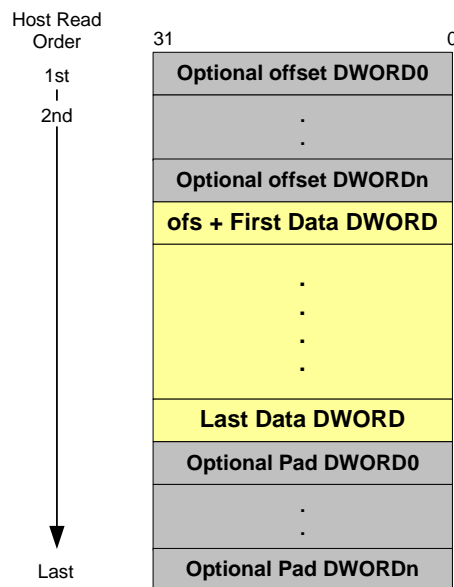 Host Read
Order
31
0
1st
2nd
Last
Optional offset DWORD0
.
.
Optional offset DWORDn
ofs + First Data DWORD
.
.
.
.
Last Data DWORD
Optional Pad DWORD0
.
.
Optional Pad DWORDn